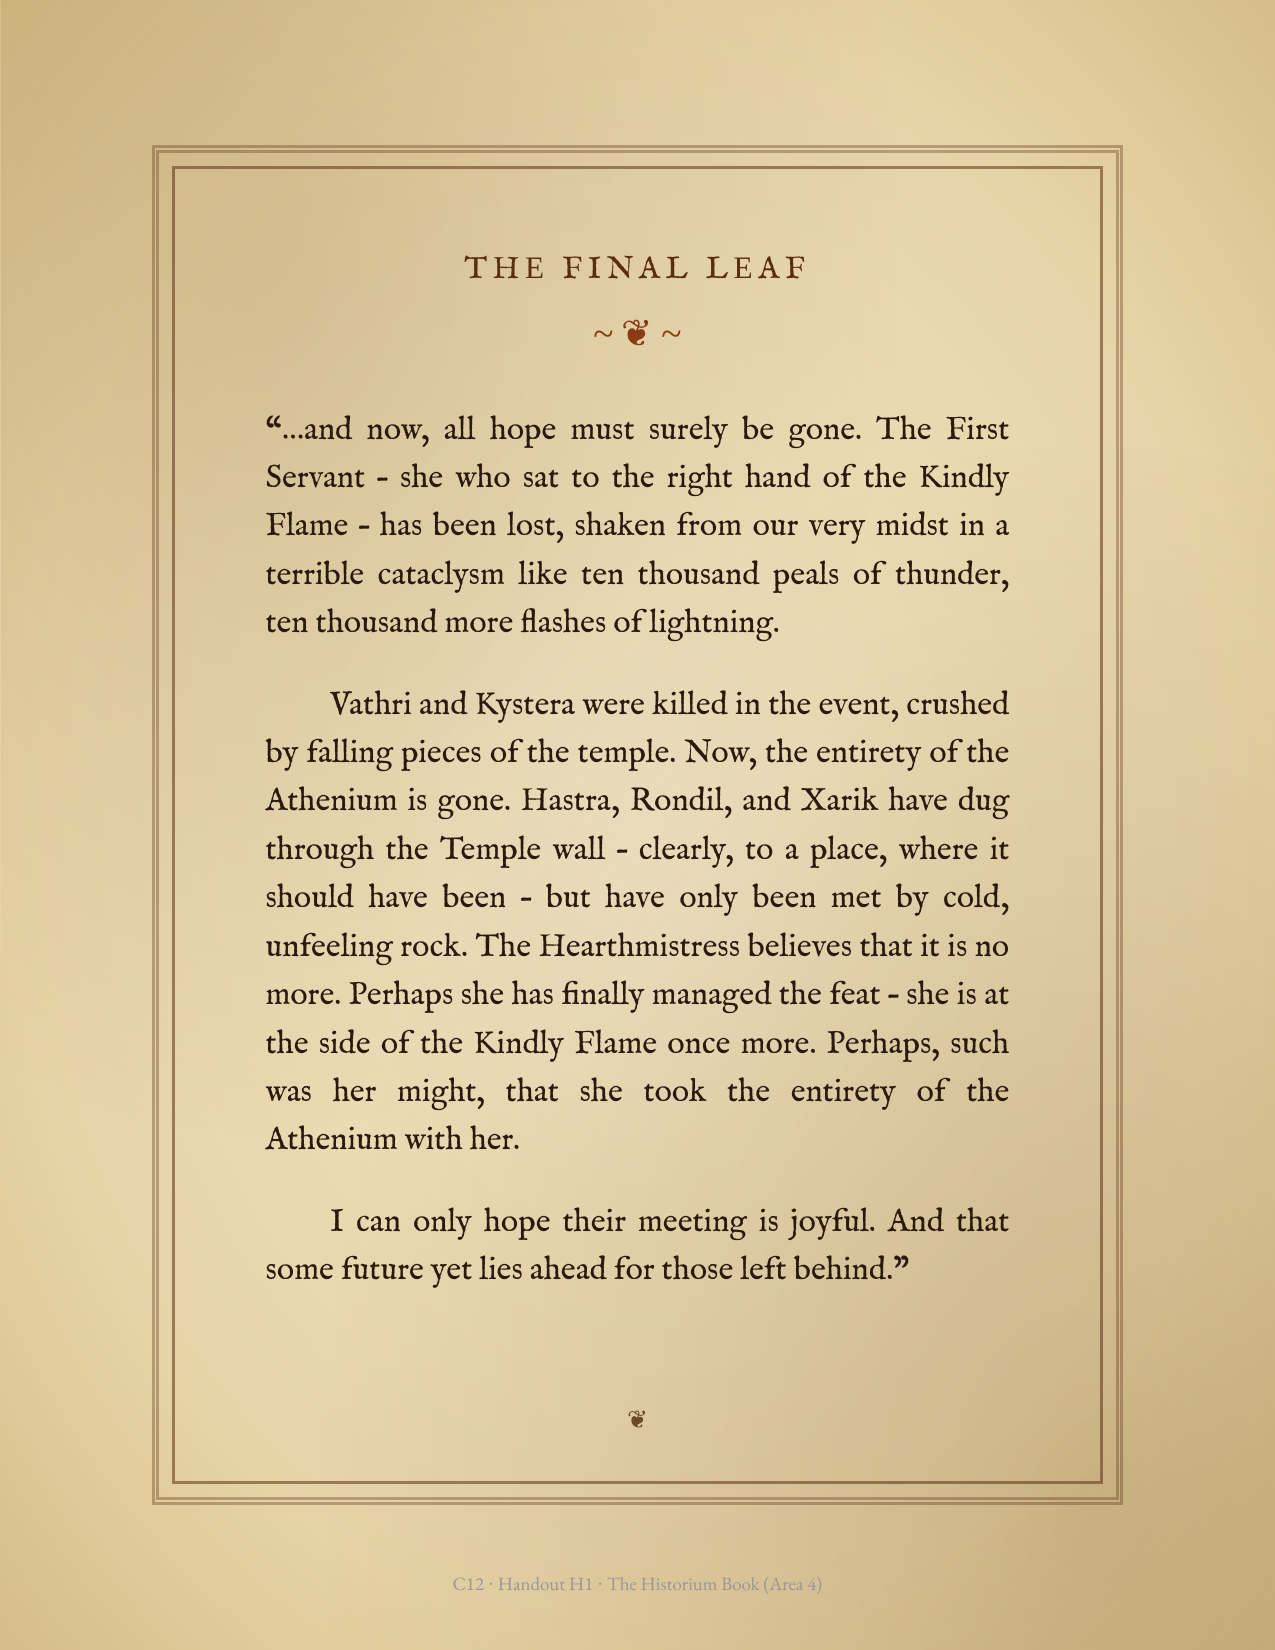 THE FINAL LEAF
~ ❦ ~
“...and now, all hope must surely be gone. The First
Servant - she who sat to the right hand of the Kindly
Flame - has been lost, shaken from our very midst in a
terrible cataclysm like ten thousand peals of thunder,
ten thousand more flashes of lightning.
Vathri and Kystera were killed in the event, crushed
by falling pieces of the temple. Now, the entirety of the
Athenium is gone. Hastra, Rondil, and Xarik have dug
through the Temple wall - clearly, to a place, where it
should have been - but have only been met by cold,
unfeeling rock. The Hearthmistress believes that it is no
more. Perhaps she has finally managed the feat - she is at
the side of the Kindly Flame once more. Perhaps, such
was her might, that she took the entirety of the
Athenium with her.
I can only hope their meeting is joyful. And that
some future yet lies ahead for those left behind.”
❦
C12 · Handout H1 · The Historium Book (Area 4)